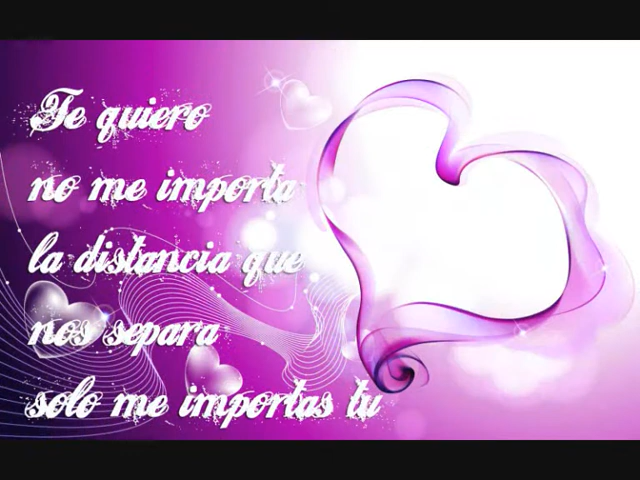 Te quiero
no me importa
la distancia que
nos separa
solo me importas tu